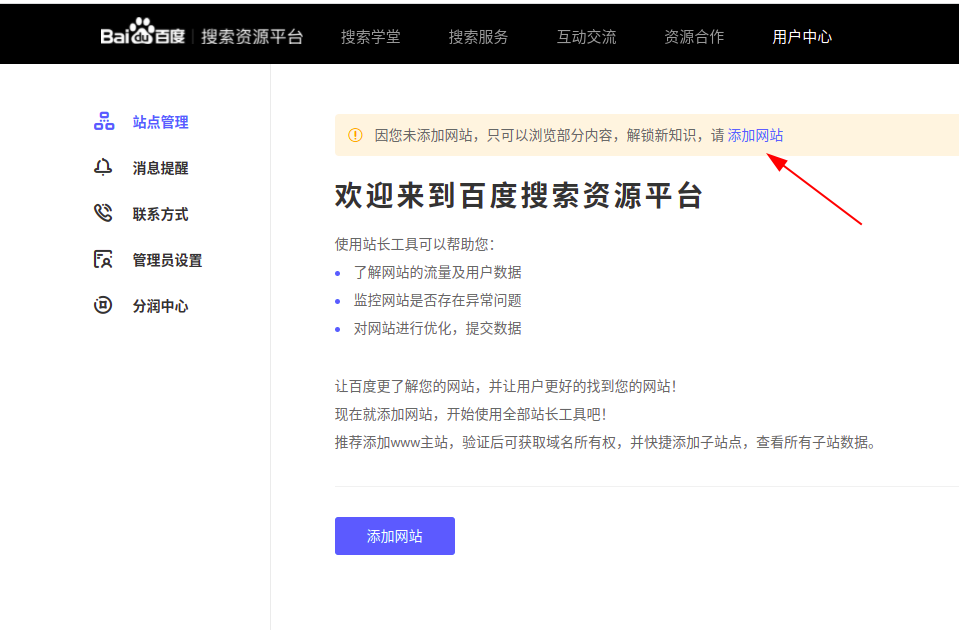 Bai du 百度 搜索资源平台 搜索学堂 搜索服务 互动交流 资源合作 用户中心
站点管理
消息提醒
联系方式
管理员设置
分润中心
因您未添加网站，只可以浏览部分内容，解锁新知识，请 添加网站
欢迎来到百度搜索资源平台
使用站长工具可以帮助您：
了解网站的流量及用户数据
监控网站是否存在异常问题
对网站进行优化，提交数据
让百度更了解您的网站，并让用户更好的找到您的网站！
现在就添加网站，开始使用全部站长工具吧！
推荐添加www主站，验证后可获取域名所有权，并快捷添加子站点，查看所有子站数据。
添加网站